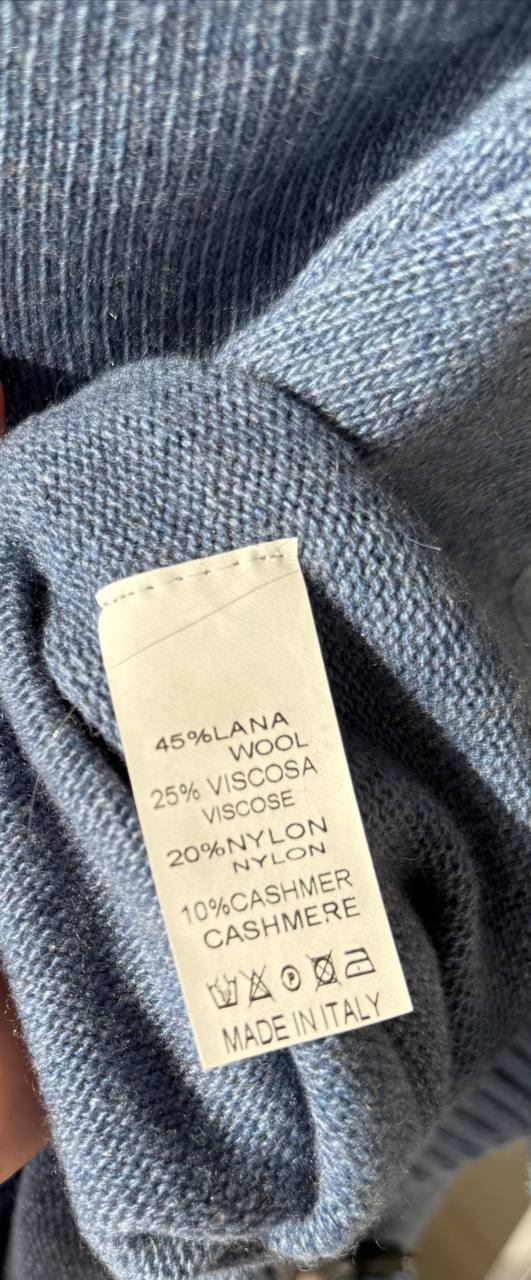 45%LANA
WOOL
25% VISCOSA
VISCOSE
20%NYLON
NYLON
10%CASHMER
CASHMERE
P
MADE IN ITALY